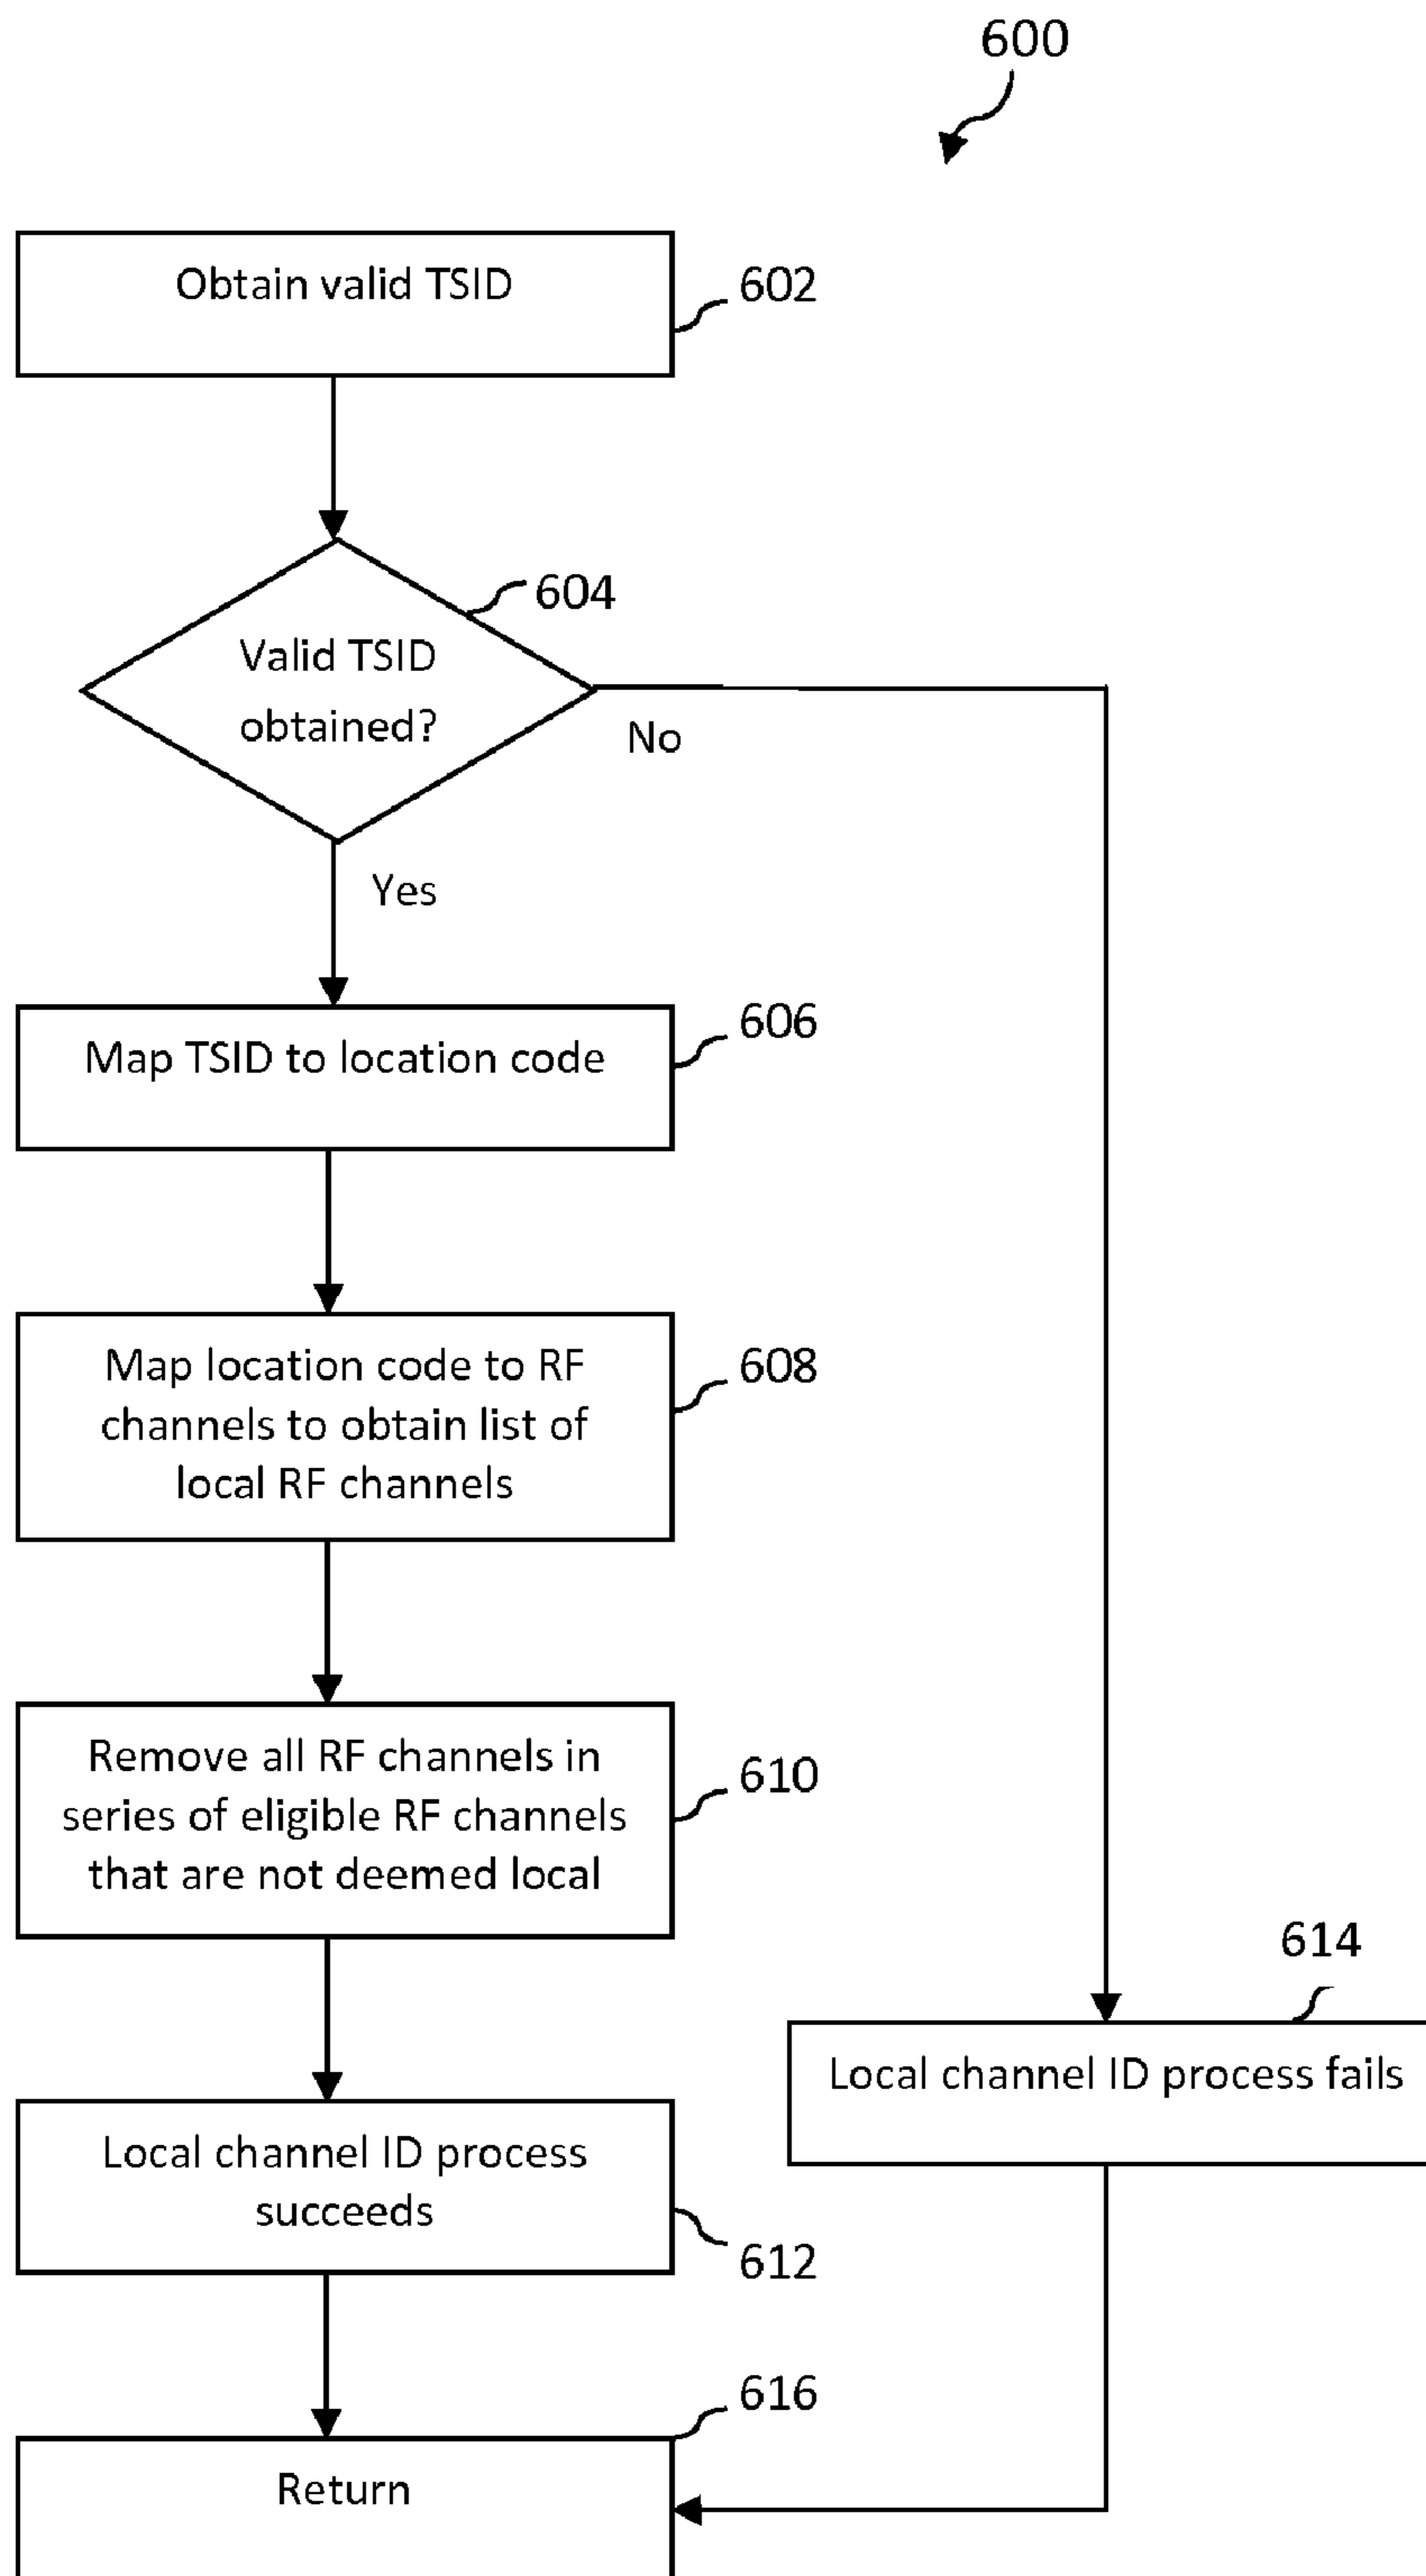 600
Obtain valid TSID
602
604
Valid TSID
obtained?
No
Yes
Map TSID to location code
606
Map location code to RF
channels to obtain list of
local RF channels
608
Remove all RF channels in
series of eligible RF channels
that are not deemed local
610
614
Local channel ID process fails
Local channel ID process
succeeds
612
616
Return